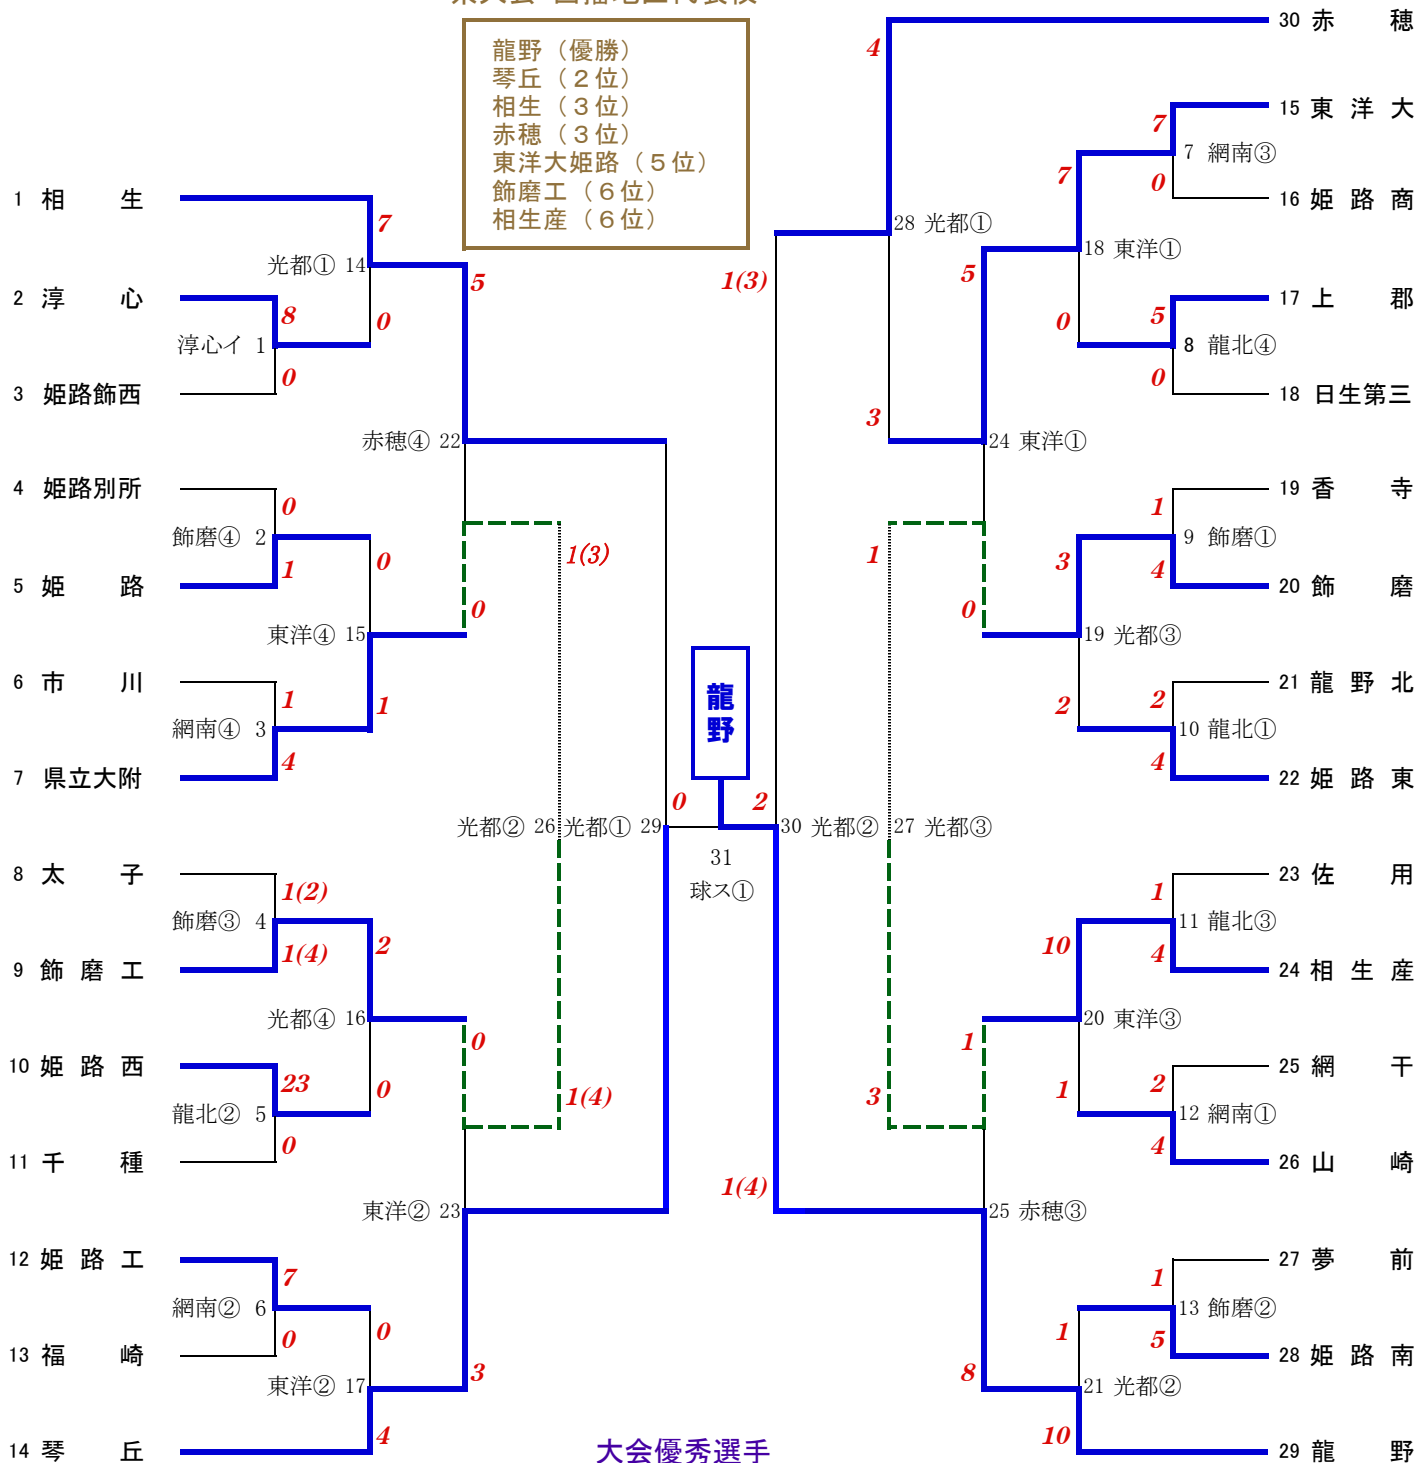 龍野（優勝）
琴丘（２位）
相生（３位）
赤穂（３位）
東洋大姫路（５位）
飾磨工（６位）
相生産（６位）
1 相生
2 淳心
3 姫路飾西
4 姫路別所
5 姫路
6 市川
7 県立大附
8 太子
9 飾磨工
10 姫路西
11 千種
12 姫路工
13 福崎
14 琴丘
7
光都① 14
0
8
淳心イ 1
0
5
赤穂④ 22
0
0
飾磨④ 2
1
0
東洋④ 15
1
1
網南④ 3
4
1(2)
飾磨③ 4
1(4)
2
光都④ 16
0
23
龍北② 5
0
0
東洋② 23
3
7
網南② 6
0
0
東洋② 17
4
1(3)
光都② 26
1(4)
光都① 29
0
龍野
2
31
球ス①
1(3)
30 光都②
1(4)
4
28 光都①
3
1
27 光都③
3
5
24 東洋①
0
7
18 東洋①
0
7
7 網南③
0
5
8 龍北④
0
1
9 飾磨①
4
3
19 光都③
2
2
10 龍北①
4
1
11 龍北③
4
10
20 東洋③
1
2
12 網南①
4
1
25 赤穂③
8
1
13 飾磨②
5
1
21 光都②
10
30 赤穂
15 東洋大
16 姫路商
17 上郡
18 日生第三
19 香寺
20 飾磨
21 龍野北
22 姫路東
23 佐用
24 相生産
25 網干
26 山崎
27 夢前
28 姫路南
29 龍野
大会優秀選手